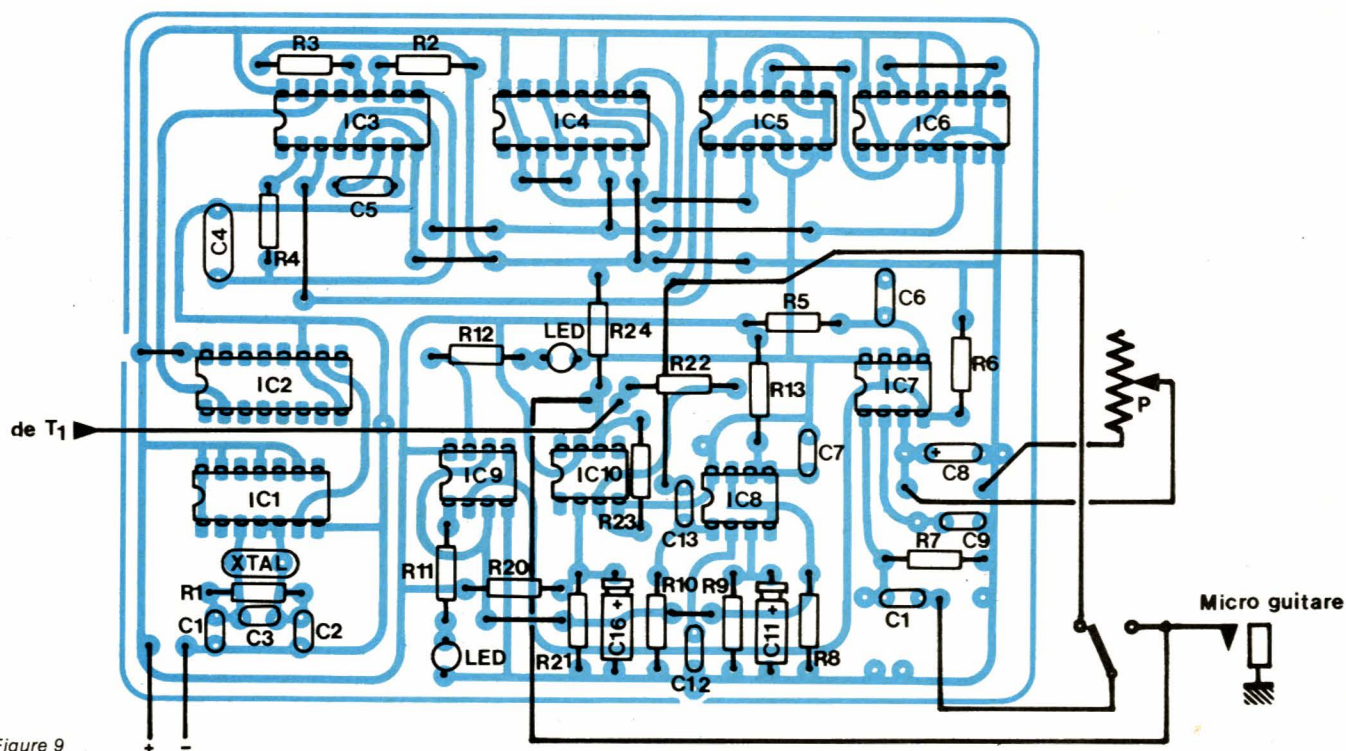 R3
R2
IC3
IC4
IC5
IC6
C5
C4
R4
R5
C6
R12
LED
R24
R22
R13
IC7
R6
P
IC2
de T1
IC9
IC10
IC8
C7
C8
+
IC1
R23
C13
C9
XTAL
R11
R20
R10
R9
R7
R1
C1
C3
C2
R21
C16 +
C11 +
R8
C1
Micro guitare
LED
C12
Figure 9
+ -